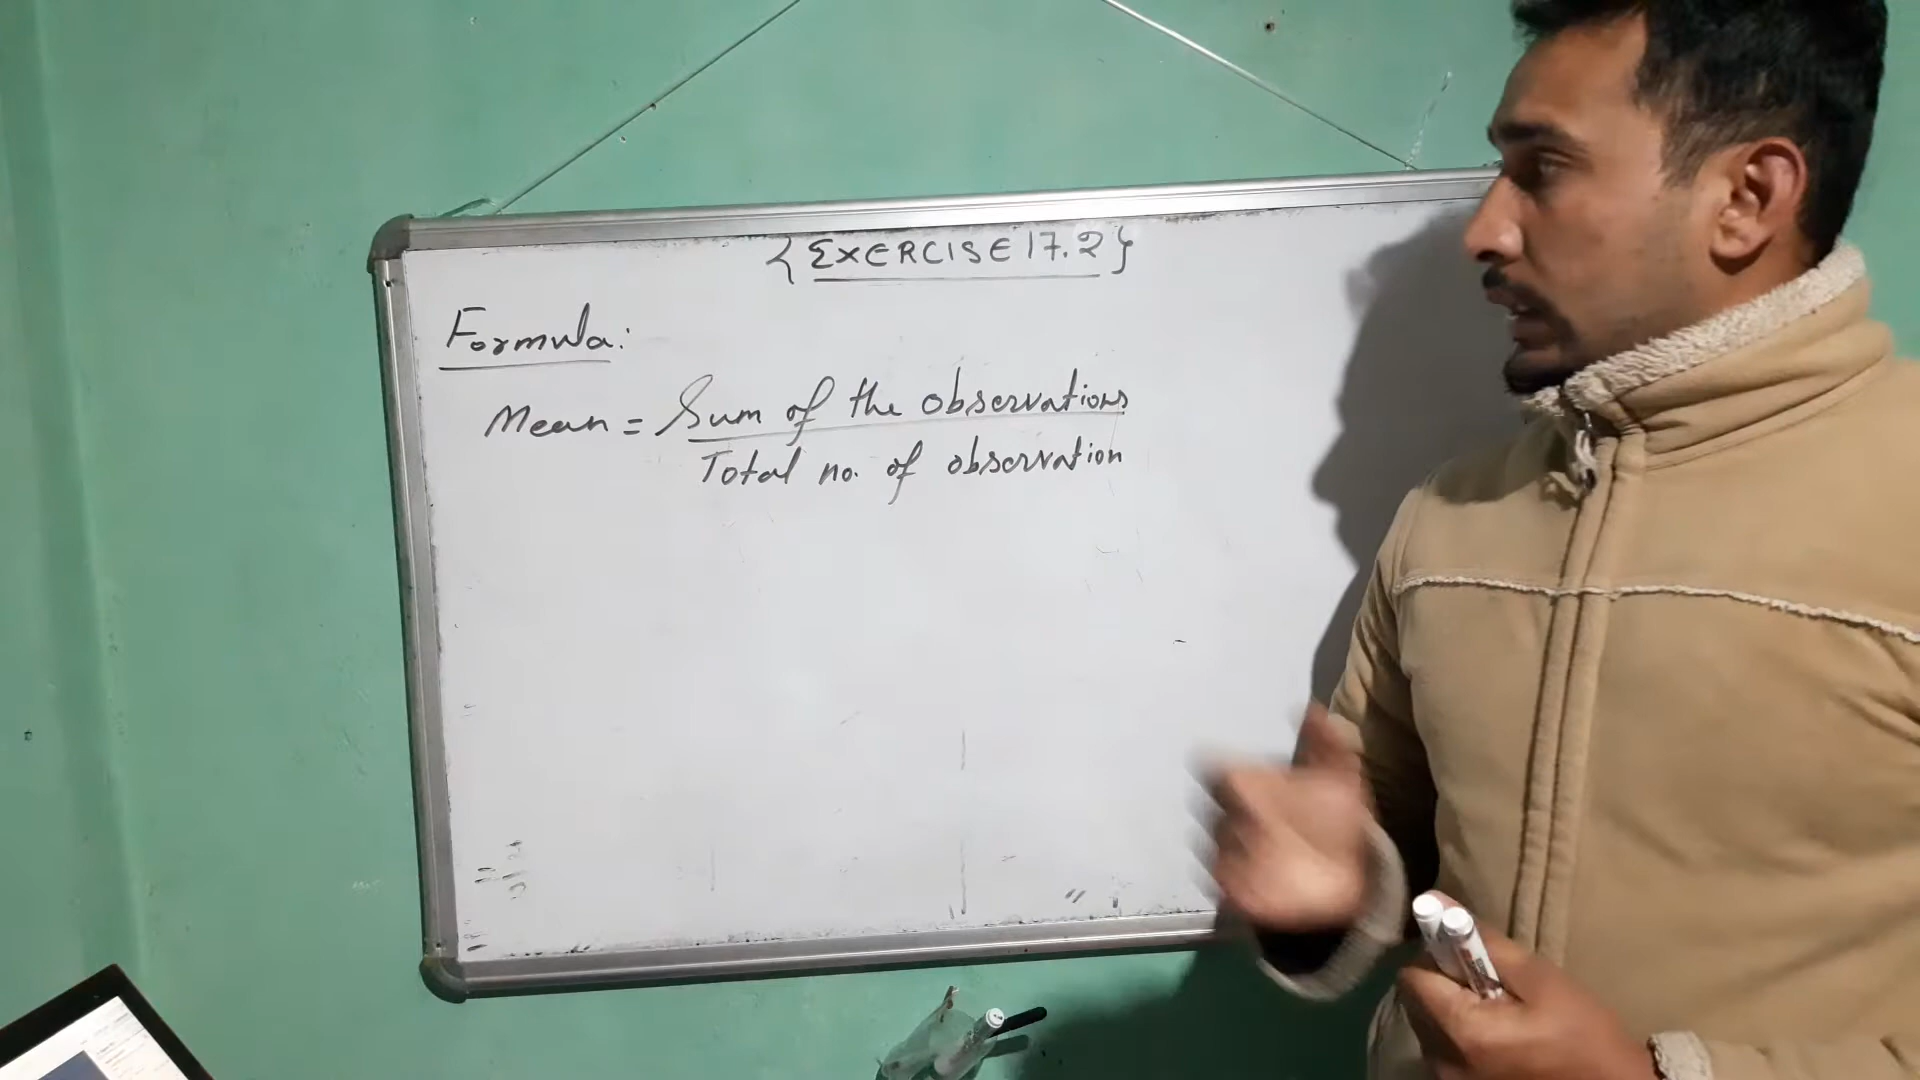 {EXERCISE 17.2}
Formula:
Mean = Sum of the observations
Total no. of observation